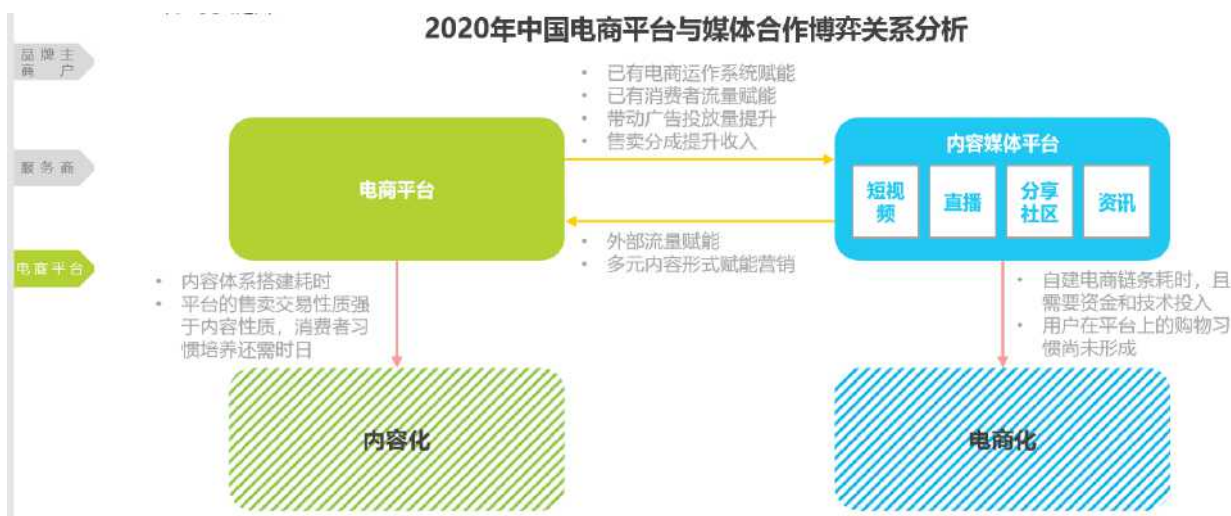 2020年中国电商平台与媒体合作博弈关系分析
品牌主
商户
服务商
电商平台
• 已有电商运作系统赋能
• 已有消费者流量赋能
• 带动广告投放量提升
• 售卖分成提升收入
电商平台
内容媒体平台
短视
频
直播
分享
社区
资讯
• 外部流量赋能
• 多元内容形式赋能营销
• 内容体系搭建耗时
• 平台的售卖交易性质强
于内容性质，消费者习
惯培养还需时日
• 自建电商链条耗时，且
需要资金和技术投入
• 用户在平台上的购物习
惯尚未形成
内容化
电商化